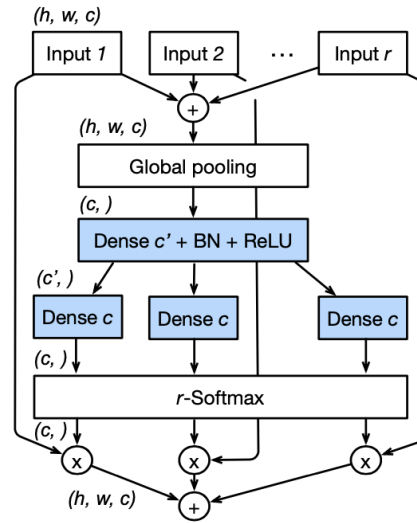 (h, w, c)
Input 1
Input 2
...
Input r
+
(h, w, c)
Global pooling
(c, )
Dense c' + BN + ReLU
(c', )
Dense c
Dense c
Dense c
(c, )
r-Softmax
(c, )
x
x
x
(h, w, c)
+